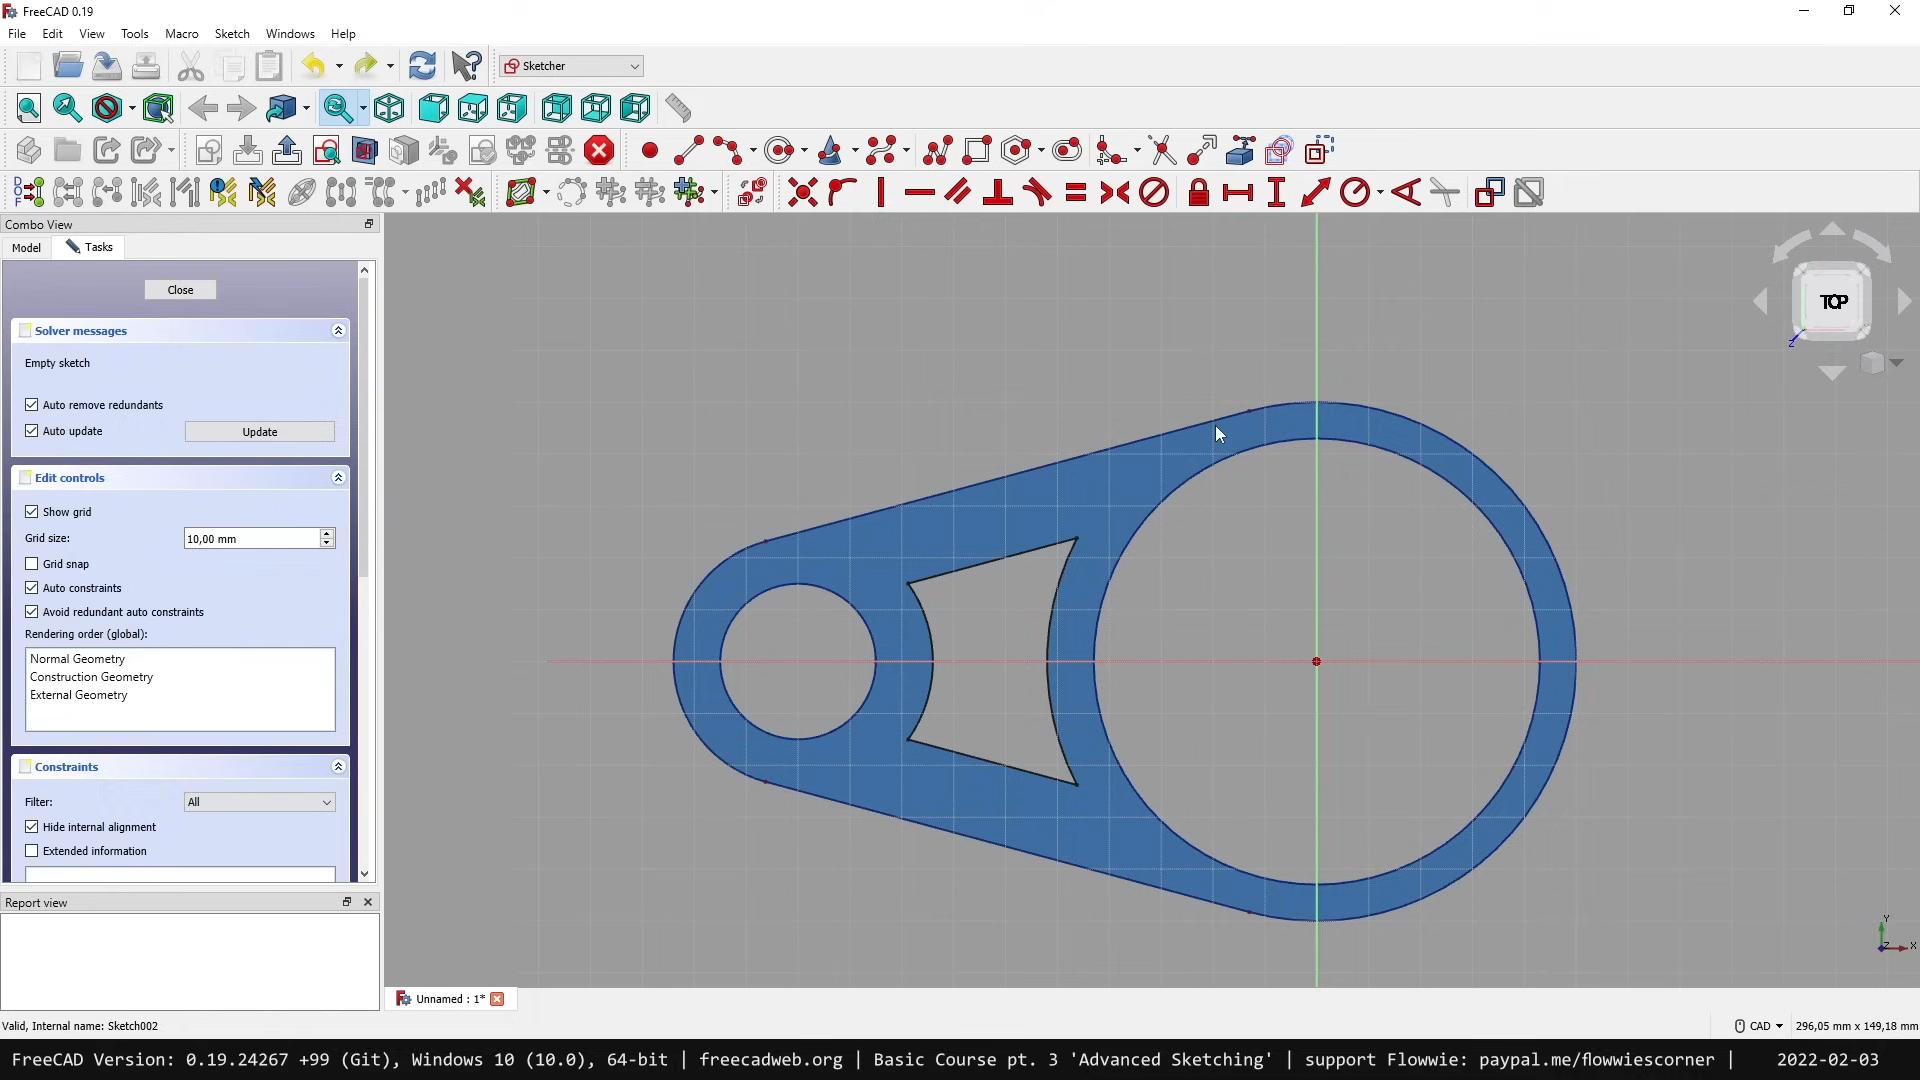 FreeCAD 0.19
File Edit View Tools Macro Sketch Windows Help
Sketcher
Combo View
Model Tasks
Close
Solver messages
Empty sketch
Auto remove redundants
Auto update Update
Edit controls
Show grid
Grid size: 10,00 mm
Grid snap
Auto constraints
Avoid redundant auto constraints
Rendering order (global):
Normal Geometry
Construction Geometry
External Geometry
Constraints
Filter: All
Hide internal alignment
Extended information
Report view
TOP
Z
Y
Z X
Unnamed : 1*
Valid, Internal name: Sketch002
CAD 296,05 mm x 149,18 mm
FreeCAD Version: 0.19.24267 +99 (Git), Windows 10 (10.0), 64-bit | freecadweb.org | Basic Course pt. 3 'Advanced Sketching' | support Flowwie: paypal.me/flowwiescorner | 2022-02-03